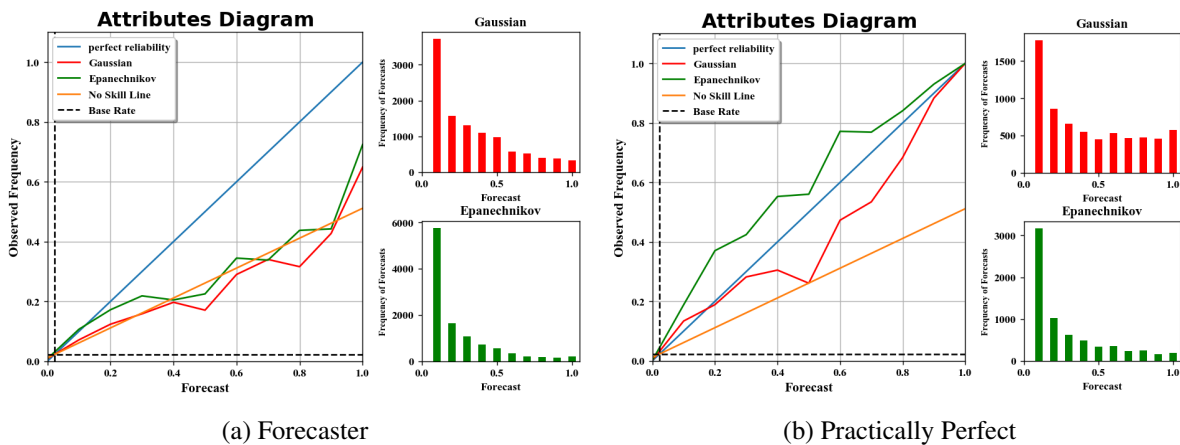 Attributes Diagram
perfect reliability
Gaussian
Epanechnikov
No Skill Line
Base Rate
Observed Frequency
1.0
0.8
0.6
0.4
0.2
0.0
0.0 0.2 0.4 0.6 0.8 1.0
Forecast
Gaussian
Frequency of Forecasts
3000
2000
1000
0
0.0 0.5 1.0
Forecast
Epanechnikov
Frequency of Forecasts
6000
4000
2000
0
0.0 0.5 1.0
Forecast
(a) Forecaster
Attributes Diagram
perfect reliability
Gaussian
Epanechnikov
No Skill Line
Base Rate
Observed Frequency
1.0
0.8
0.6
0.4
0.2
0.0
0.0 0.2 0.4 0.6 0.8 1.0
Forecast
Gaussian
Frequency of Forecasts
1500
1000
500
0
0.0 0.5 1.0
Forecast
Epanechnikov
Frequency of Forecasts
3000
2000
1000
0
0.0 0.5 1.0
Forecast
(b) Practically Perfect